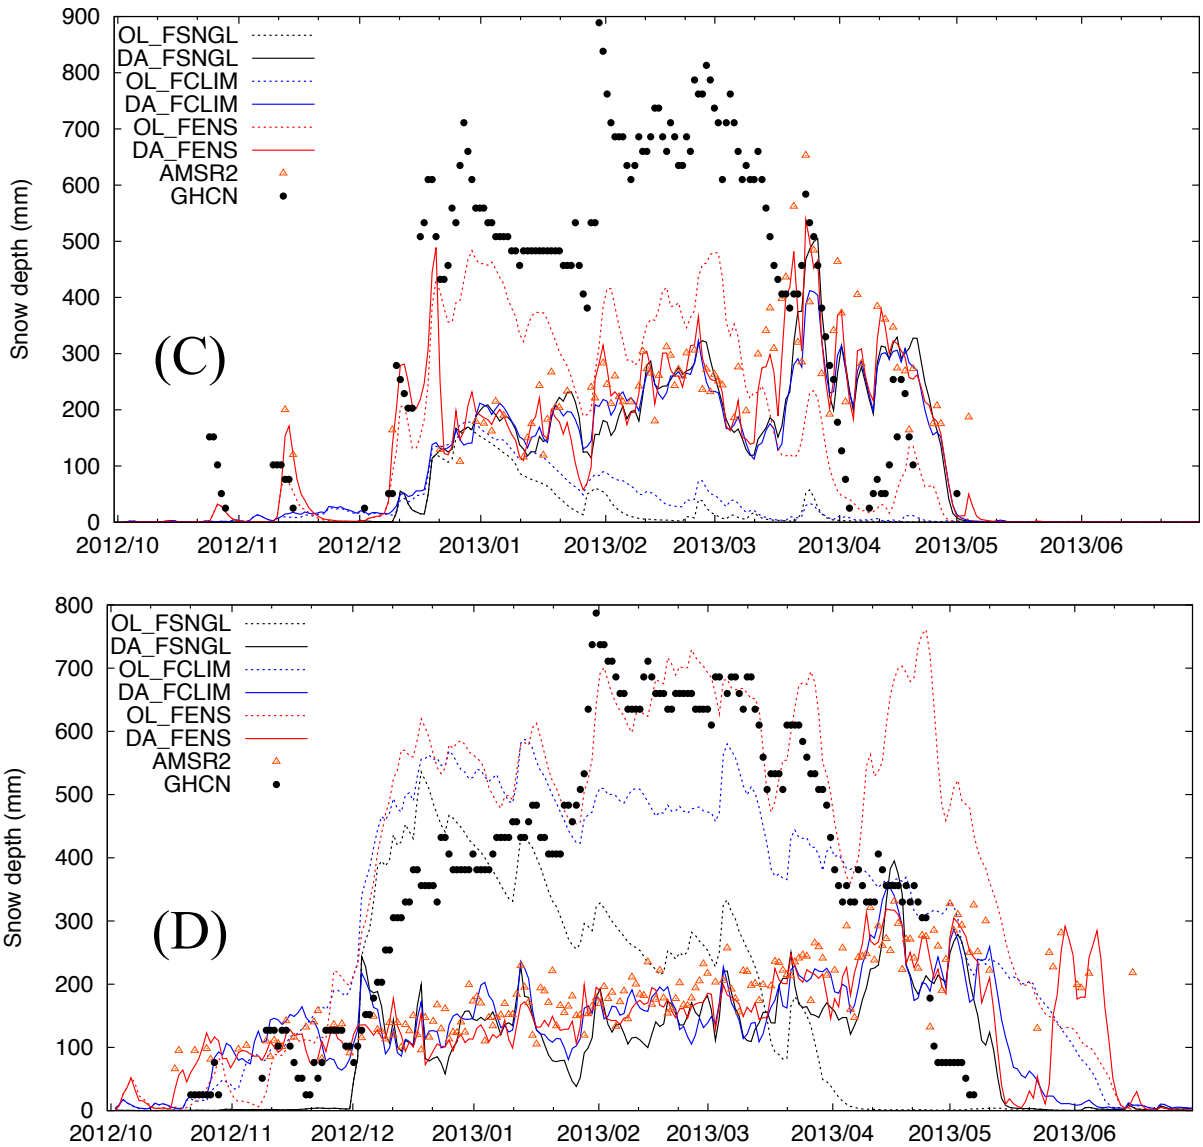 900
800
700
600
500
400
300
200
100
0
Snow depth (mm)
OL_FSNGL
DA_FSNGL
OL_FCLIM
DA_FCLIM
OL_FENS
DA_FENS
AMSR2
GHCN
(C)
2012/10 2012/11 2012/12 2013/01 2013/02 2013/03 2013/04 2013/05 2013/06
800
700
600
500
400
300
200
100
0
Snow depth (mm)
OL_FSNGL
DA_FSNGL
OL_FCLIM
DA_FCLIM
OL_FENS
DA_FENS
AMSR2
GHCN
(D)
2012/10 2012/11 2012/12 2013/01 2013/02 2013/03 2013/04 2013/05 2013/06